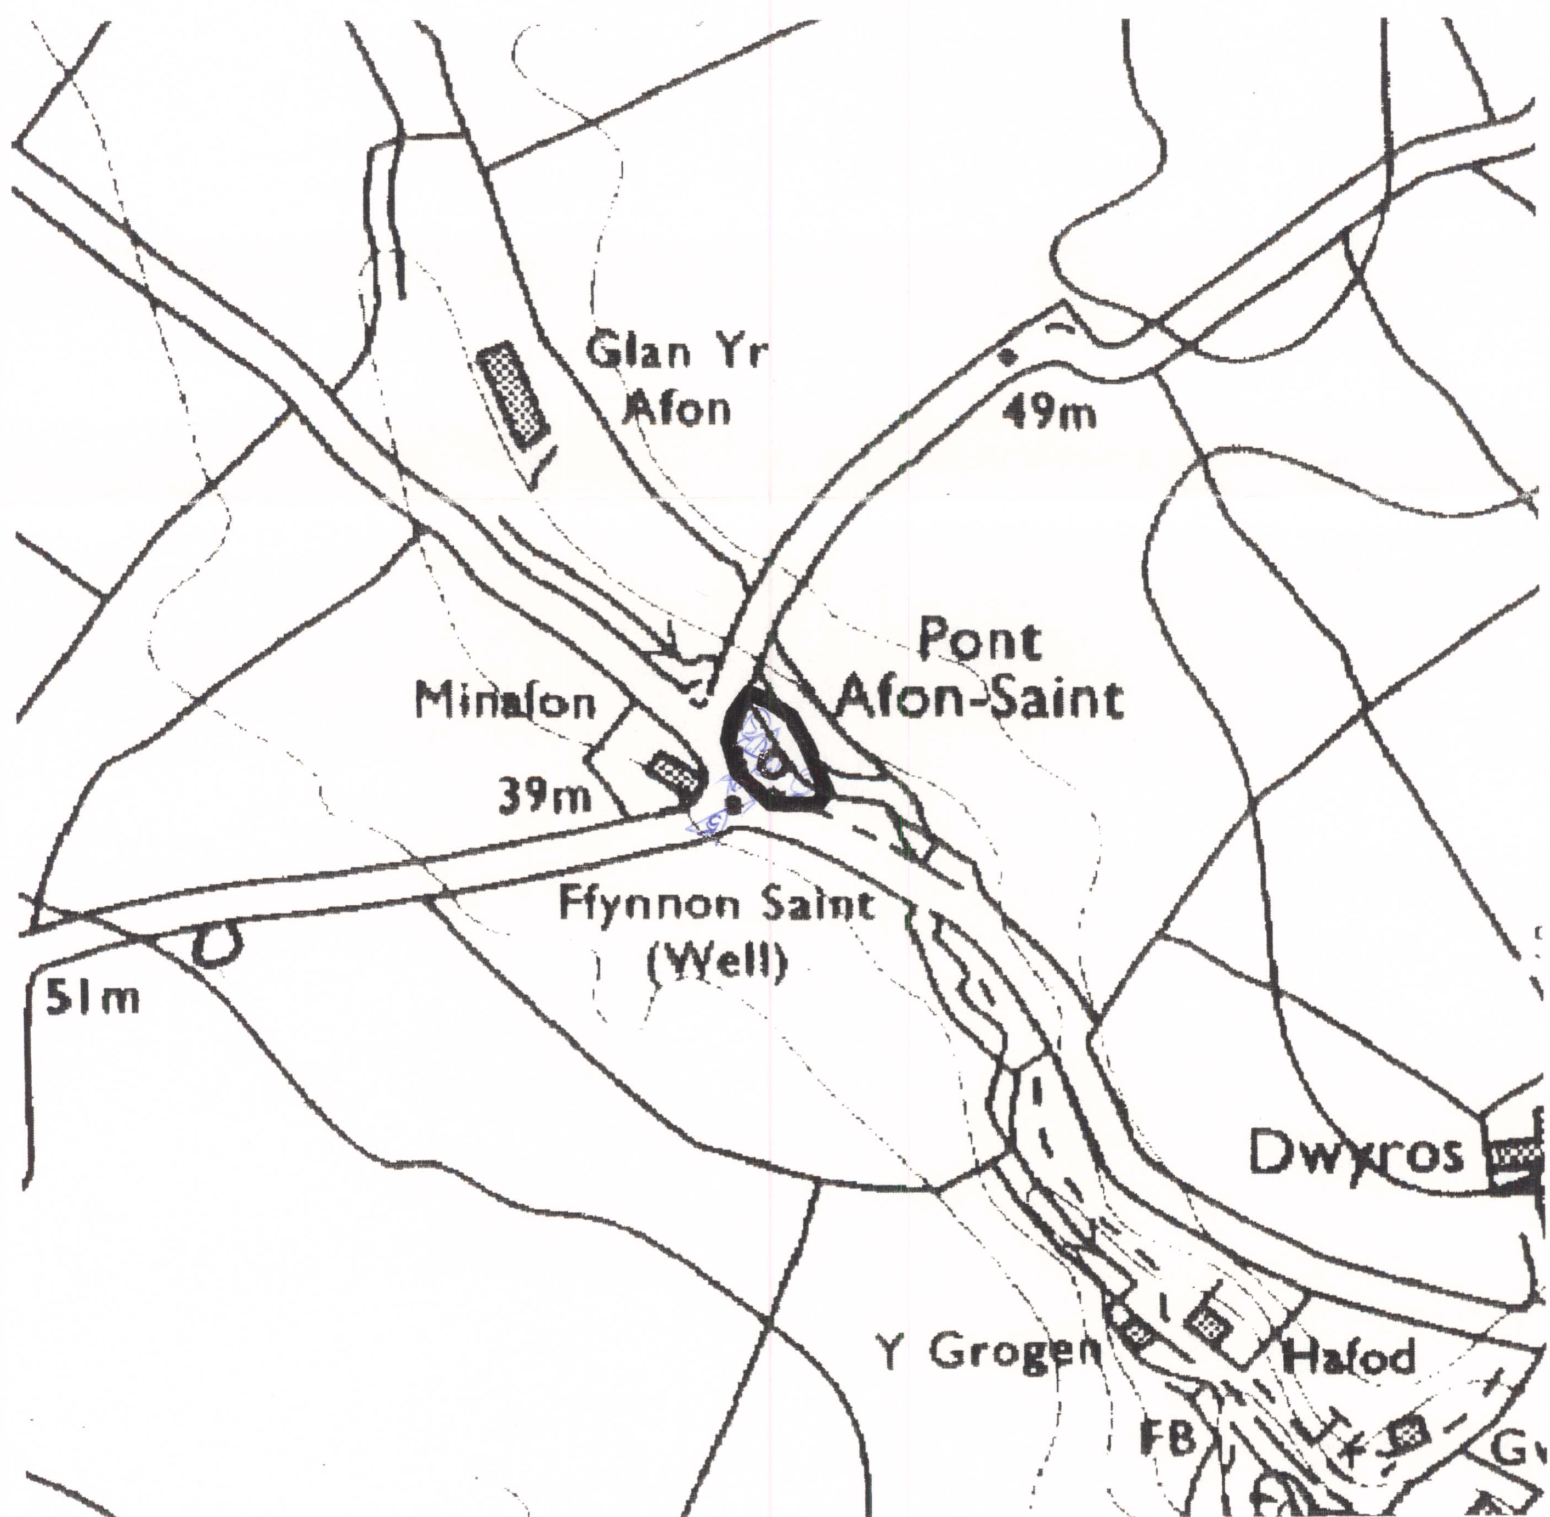 Glan Yr
Afon
49m
Pont
Afon-Saint
Minafon
39m
Ffynnon Saint
(Well)
51m
Dwyros
Y Grogen
Hafod
FB